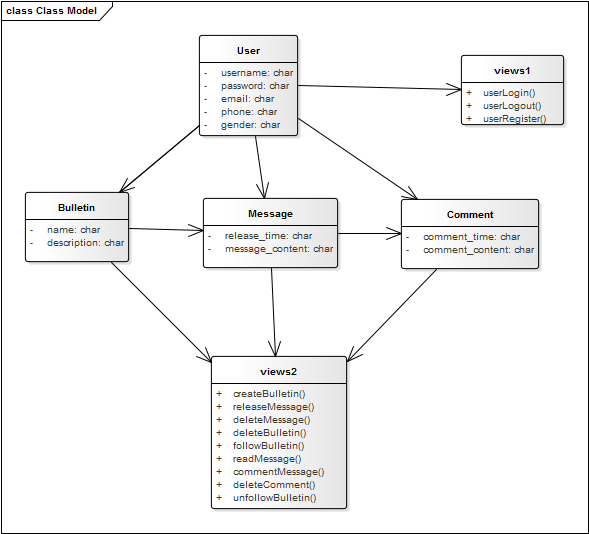 class Class Model
User
- username: char
- password: char
- email: char
- phone: char
- gender: char
views1
+ userLogin()
+ userLogout()
+ userRegister()
Bulletin
- name: char
- description: char
Message
- release_time: char
- message_content: char
Comment
- comment_time: char
- comment_content: char
views2
+ createBulletin()
+ releaseMessage()
+ deleteMessage()
+ deleteBulletin()
+ followBulletin()
+ readMessage()
+ commentMessage()
+ deleteComment()
+ unfollowBulletin()